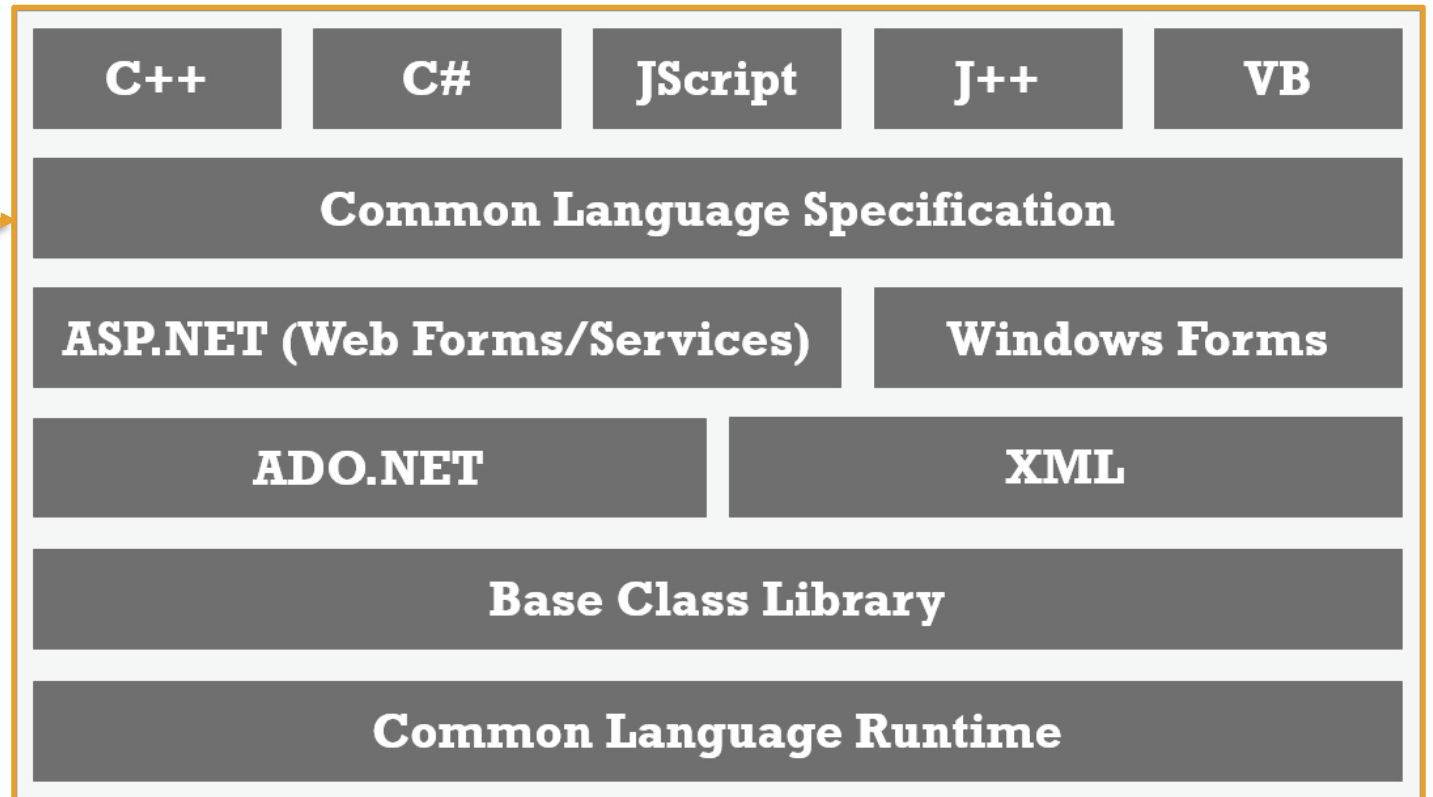 C++
C#
JScript
J++
VB
Common Language Specification
ASP.NET (Web Forms/Services)
Windows Forms
ADO.NET
XML
Base Class Library
Common Language Runtime